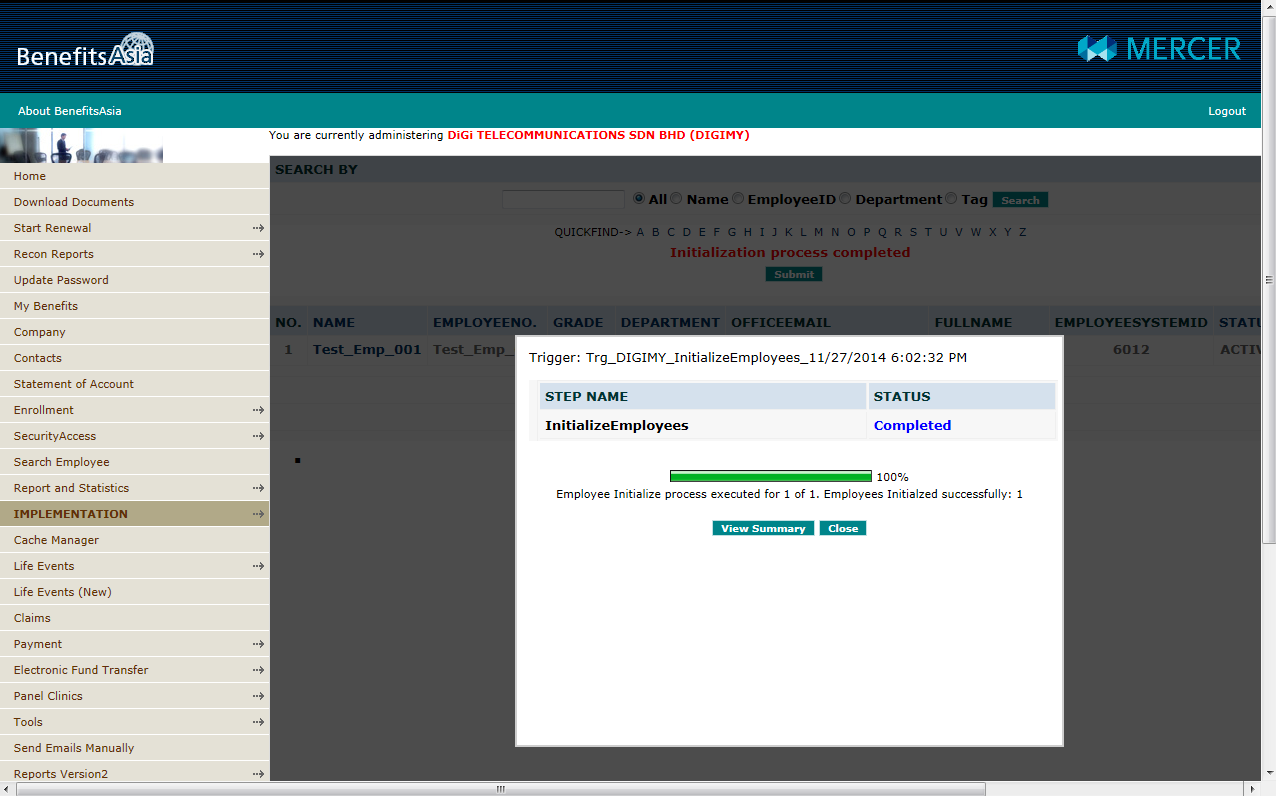 BenefitsAsia
MERCER
About BenefitsAsia
Logout
You are currently administering DiGi TELECOMMUNICATIONS SDN BHD (DIGIMY)
Home
Download Documents
Start Renewal
Recon Reports
Update Password
My Benefits
Company
Contacts
Statement of Account
Enrollment
SecurityAccess
Search Employee
Report and Statistics
IMPLEMENTATION
Cache Manager
Life Events
Life Events (New)
Claims
Payment
Electronic Fund Transfer
Panel Clinics
Tools
Send Emails Manually
Reports Version2
SEARCH BY
All Name EmployeeID Department Tag Search
QUICKFIND-> A B C D E F G H I J K L M N O P Q R S T U V W X Y Z
Initialization process completed
Submit
NO. NAME EMPLOYEENO. GRADE DEPARTMENT OFFICEEMAIL FULLNAME EMPLOYEESYSTEMID STATU
1 Test_Emp_001 Test_Emp_ 6012 ACTIV
Trigger: Trg_DIGIMY_InitializeEmployees_11/27/2014 6:02:32 PM
STEP NAME STATUS
InitializeEmployees Completed
100%
Employee Initialize process executed for 1 of 1. Employees Initialzed successfully: 1
View Summary Close